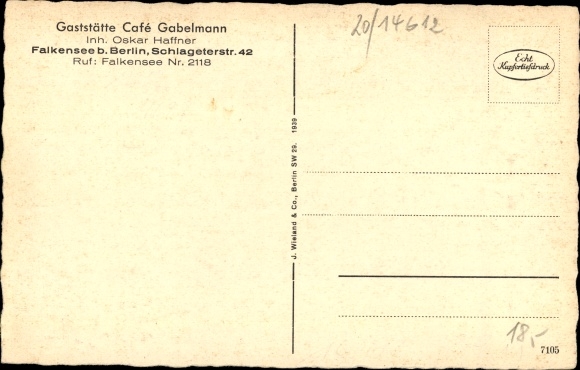 Gaststätte Café Gabelmann
Inh. Oskar Haffner
Falkensee b. Berlin, Schlageterstr. 42
Ruf: Falkensee Nr. 2118
20/14612
Echt
Kupfertiefdruck
J. Wieland & Co., Berlin SW 29. 1939
18,-
7105